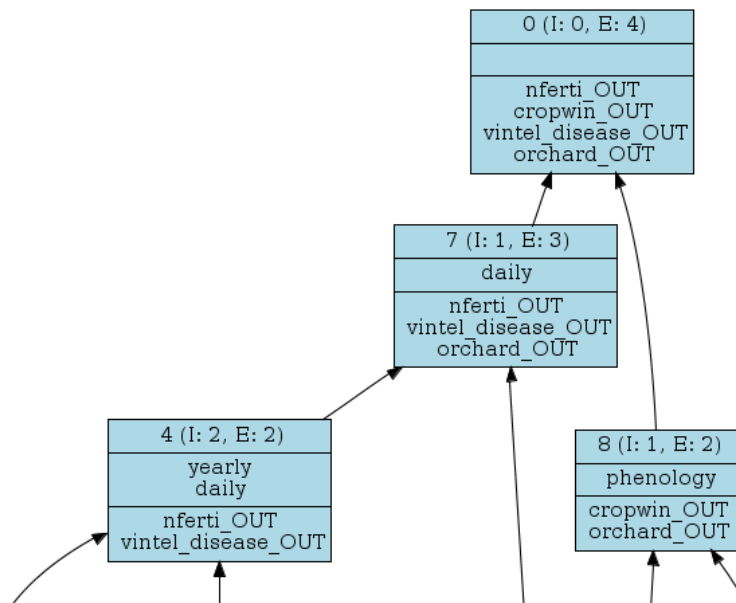 0 (I: 0, E: 4)
nferti_OUT
cropwin_OUT
vintel_disease_OUT
orchard_OUT
7 (I: 1, E: 3)
daily
nferti_OUT
vintel_disease_OUT
orchard_OUT
4 (I: 2, E: 2)
yearly
daily
nferti_OUT
vintel_disease_OUT
8 (I: 1, E: 2)
phenology
cropwin_OUT
orchard_OUT